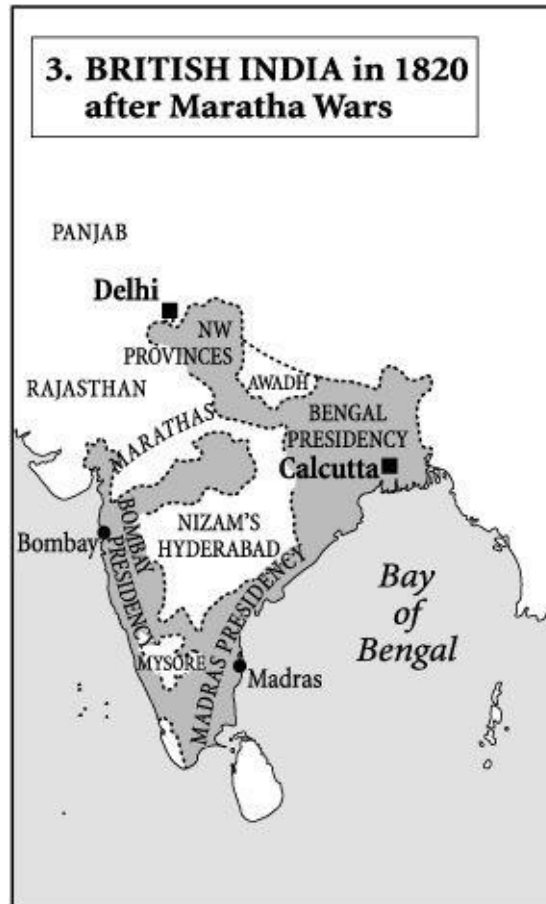 3. BRITISH INDIA in 1820
after Maratha Wars
PANJAB
Delhi
NW
PROVINCES
RAJASTHAN
AWADH
MARATHAS
BENGAL
PRESIDENCY
Calcutta
BOMBAY
PRESIDENCY
Bombay
NIZAM'S
HYDERABAD
MADRAS PRESIDENCY
Bay
of
Bengal
MYSORE
Madras